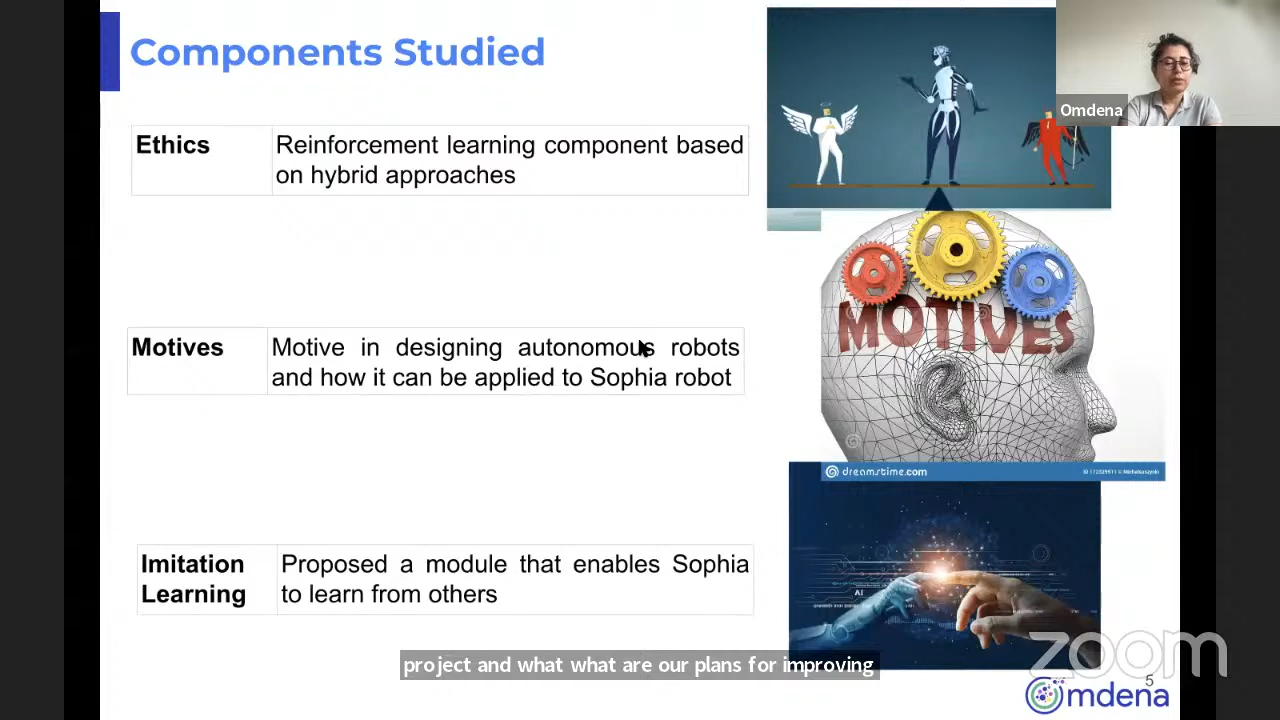 Components Studied
Omdena
Ethics
Reinforcement learning component based
on hybrid approaches
MOTIVES
Motives
Motive in designing autonomous robots
and how it can be applied to Sophia robot
dreamstime.com
AI
Imitation
Learning
Proposed a module that enables Sophia
to learn from others
project and what what are our plans for improving
zoom
5
Omdena